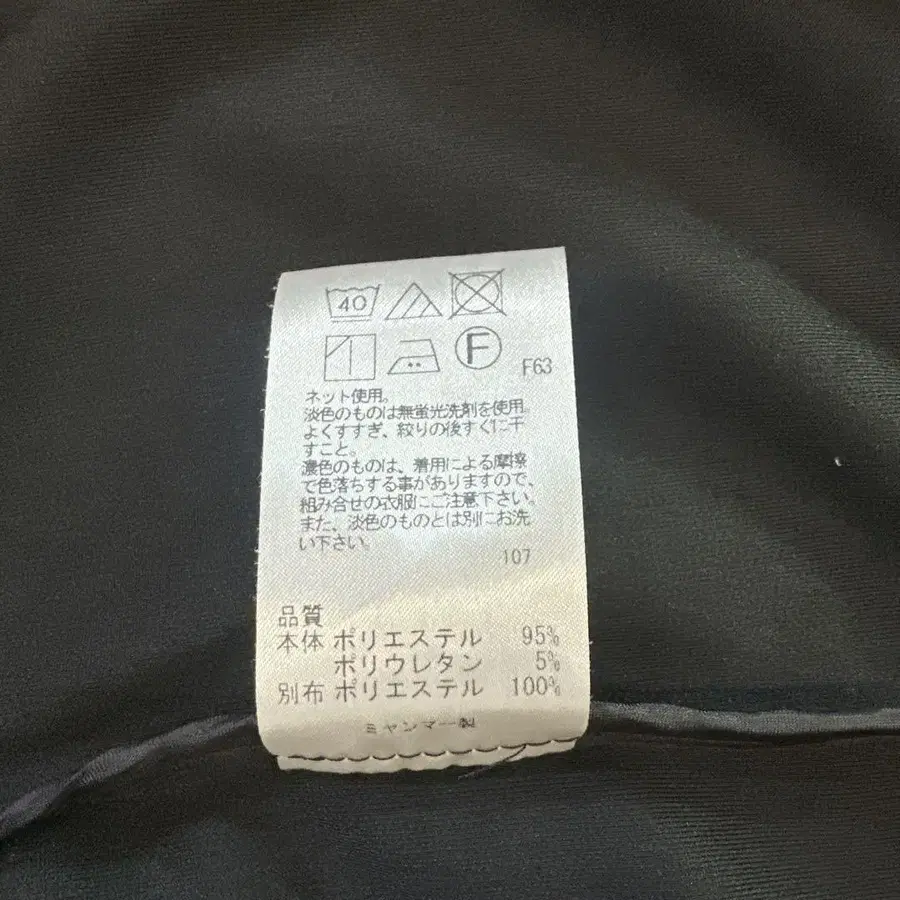 40
F
F63
ネット使用。
淡色のものは無蛍光洗剤を使用。
よくすすぎ、絞りの後すぐに干
すこと。
濃色のものは、着用による摩擦
で色落ちする事がありますので、
組み合せの衣服にご注意下さい。
また、淡色のものとは別にお洗
い下さい。
107
品質
本体 ポリエステル 95%
ポリウレタン 5%
別布 ポリエステル 100%
ミャンマー製